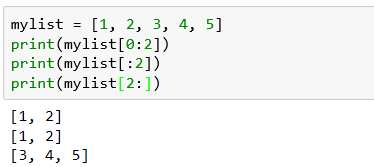 mylist = [1, 2, 3, 4, 5]
print(mylist[0:2])
print(mylist[:2])
print(mylist[2:])
[1, 2]
[1, 2]
[3, 4, 5]